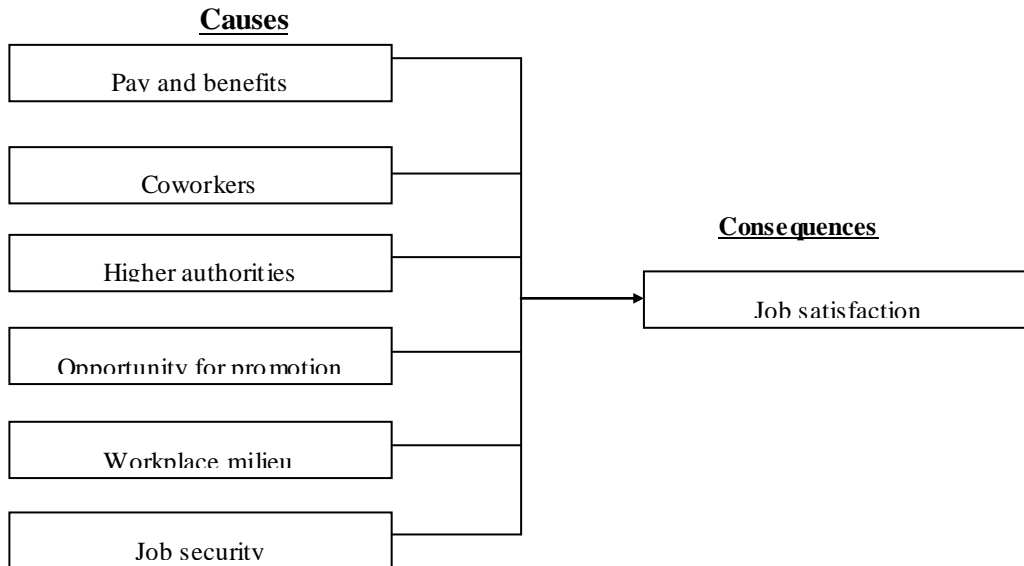 Causes
Pay and benefits
Coworkers
Higher authorities
Consequences
Job satisfaction
Opportunity for promotion
Workplace milieu
Job security